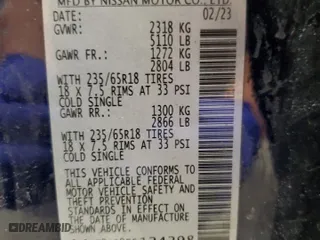 MFD BY NISSAN MOTOR CO., LTD.
DATE: 02/23
GVWR: 2318 KG
5110 LB
GAWR FR.: 1272 KG
2804 LB
WITH 235/65R18 TIRES
18 X 7.5 RIMS AT 33 PSI
COLD SINGLE
GAWR RR.: 1300 KG
2866 LB
WITH 235/65R18 TIRES
18 X 7.5 RIMS AT 33 PSI
COLD SINGLE
THIS VEHICLE CONFORMS TO
ALL APPLICABLE FEDERAL
MOTOR VEHICLE SAFETY
AND THEFT PREVENTION
STANDARDS IN EFFECT ON
THE DATE OF MANUFACTURE
SHOWN ABOVE.
DREAMBID